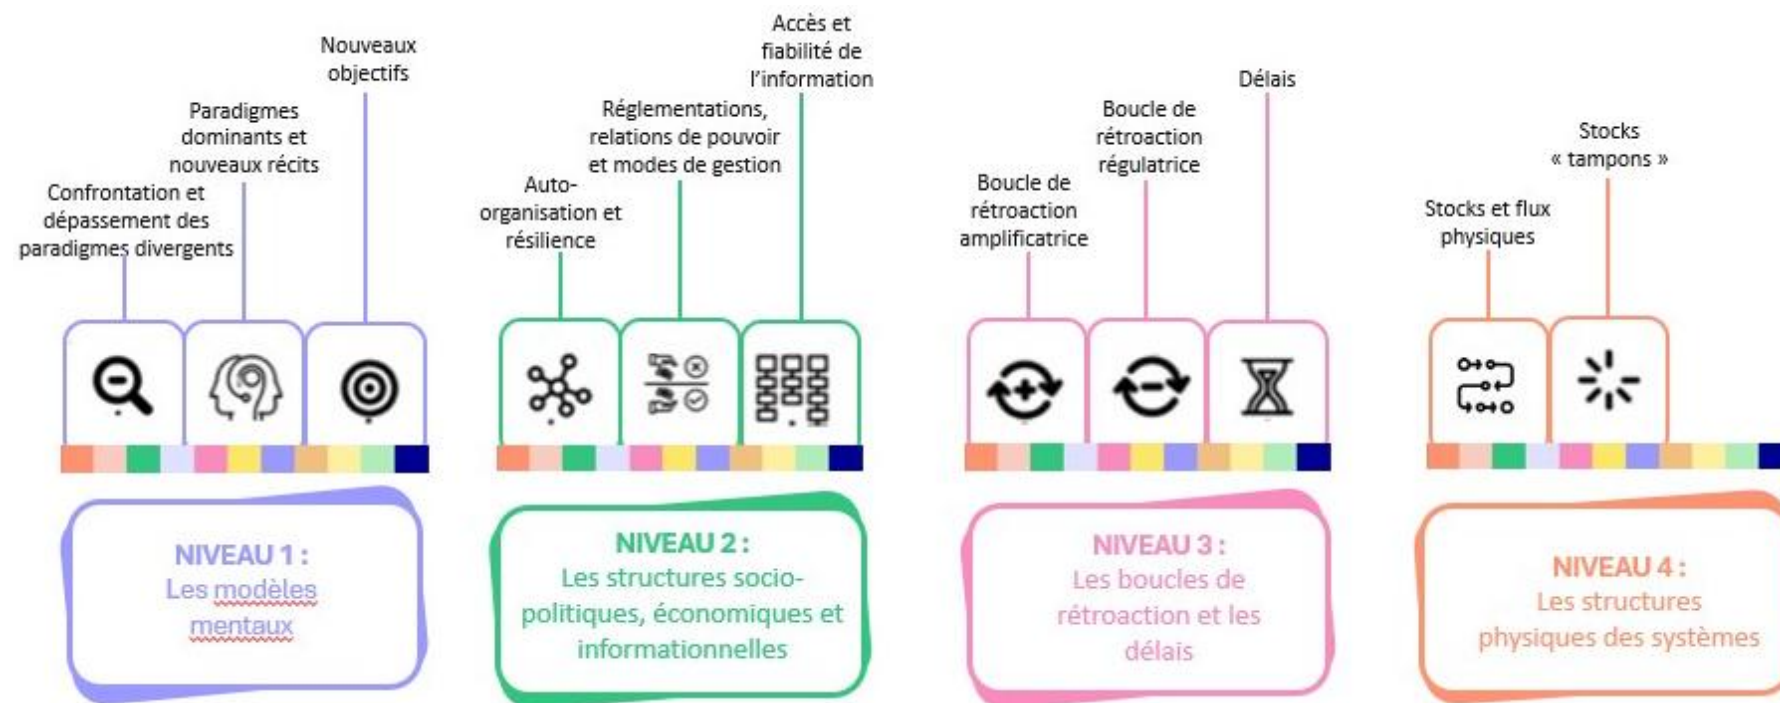 Confrontation et
dépassement des
paradigmes divergents
Paradigmes
dominants et
nouveaux récits
Nouveaux
objectifs
NIVEAU 1 :
Les modèles
mentaux
Auto-
organisation et
résilience
Réglementations,
relations de pouvoir
et modes de gestion
Accès et
fiabilité de
l'information
NIVEAU 2 :
Les structures socio-
politiques, économiques et
informationnelles
Boucle de
rétroaction
amplificatrice
Boucle de
rétroaction
régulatrice
Délais
NIVEAU 3 :
Les boucles de
rétroaction et les
délais
Stocks et flux
physiques
Stocks
« tampons »
NIVEAU 4 :
Les structures
physiques des systèmes